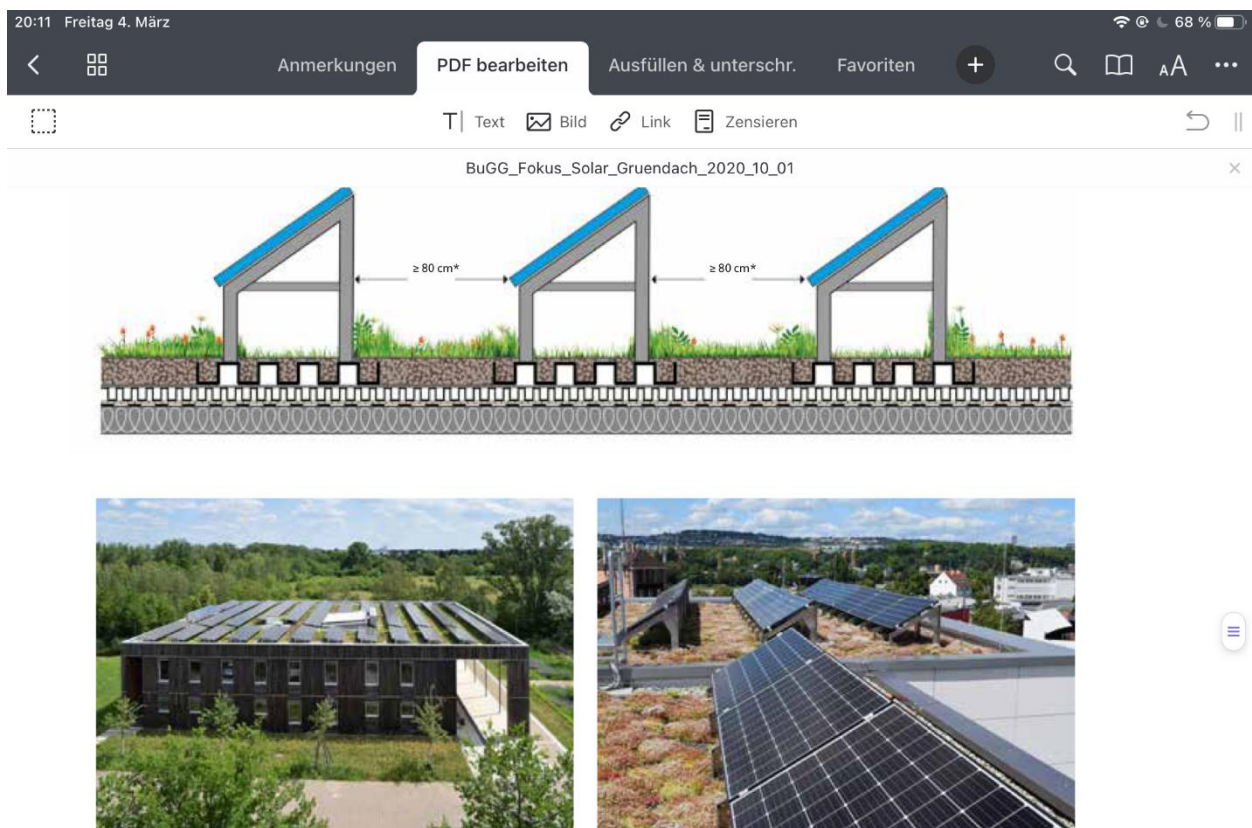 20:11 Freitag 4. März 68 %
Anmerkungen PDF bearbeiten Ausfüllen & unterschr. Favoriten + AA
T Text Bild Link Zensieren
BuGG_Fokus_Solar_Gruendach_2020_10_01
≥ 80 cm* ≥ 80 cm*